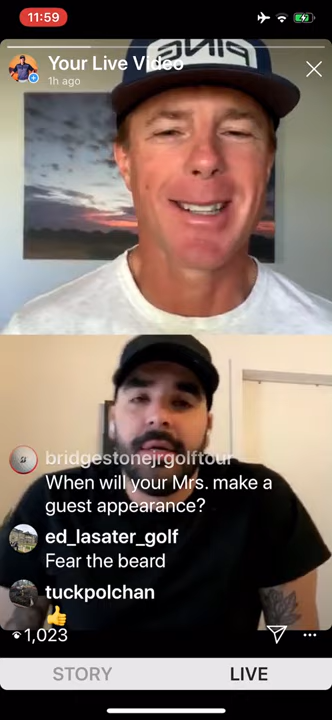 11:59
PING
Your Live Video
1h ago
bridgestonejrgolftour
When will your Mrs. make a
guest appearance?
ed_lasater_golf
Fear the beard
tuckpolchan
👍
1,023
STORY
LIVE